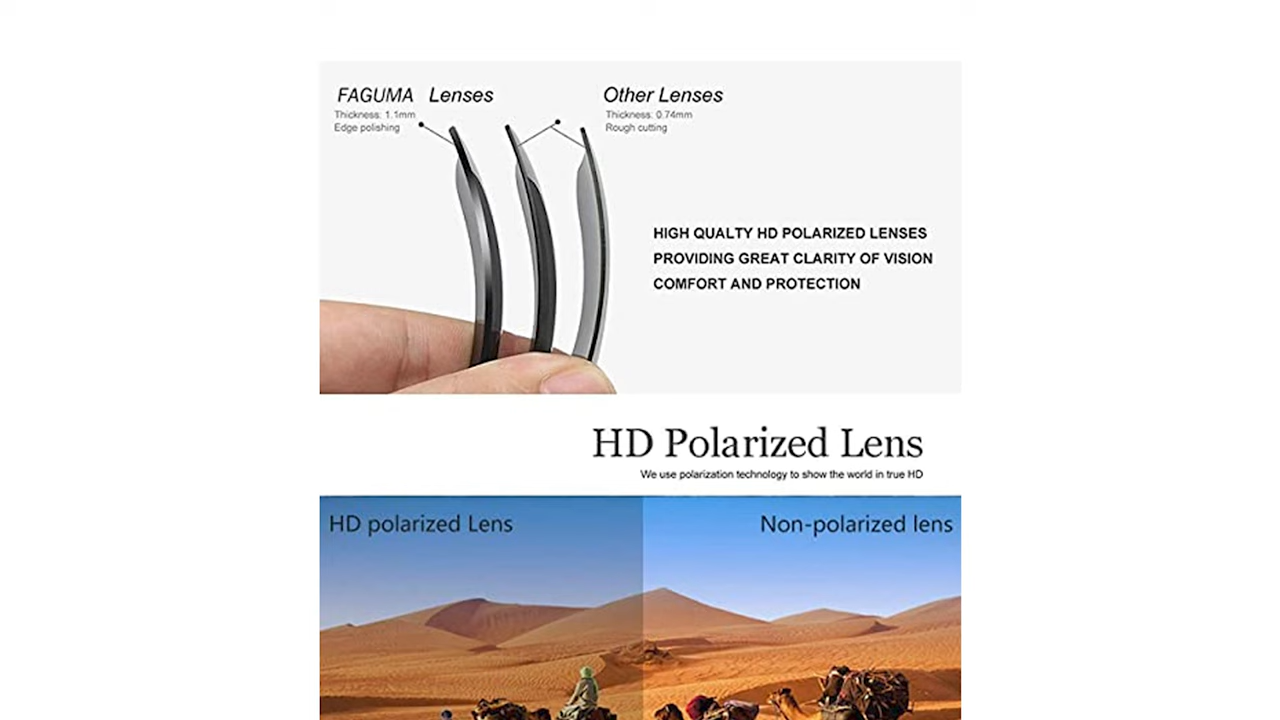 FAGUMA Lenses
Thickness: 1.1mm
Edge polishing
Other Lenses
Thickness: 0.74mm
Rough cutting
HIGH QUALTY HD POLARIZED LENSES
PROVIDING GREAT CLARITY OF VISION
COMFORT AND PROTECTION
HD Polarized Lens
We use polarization technology to show the world in true HD
HD polarized Lens
Non-polarized lens